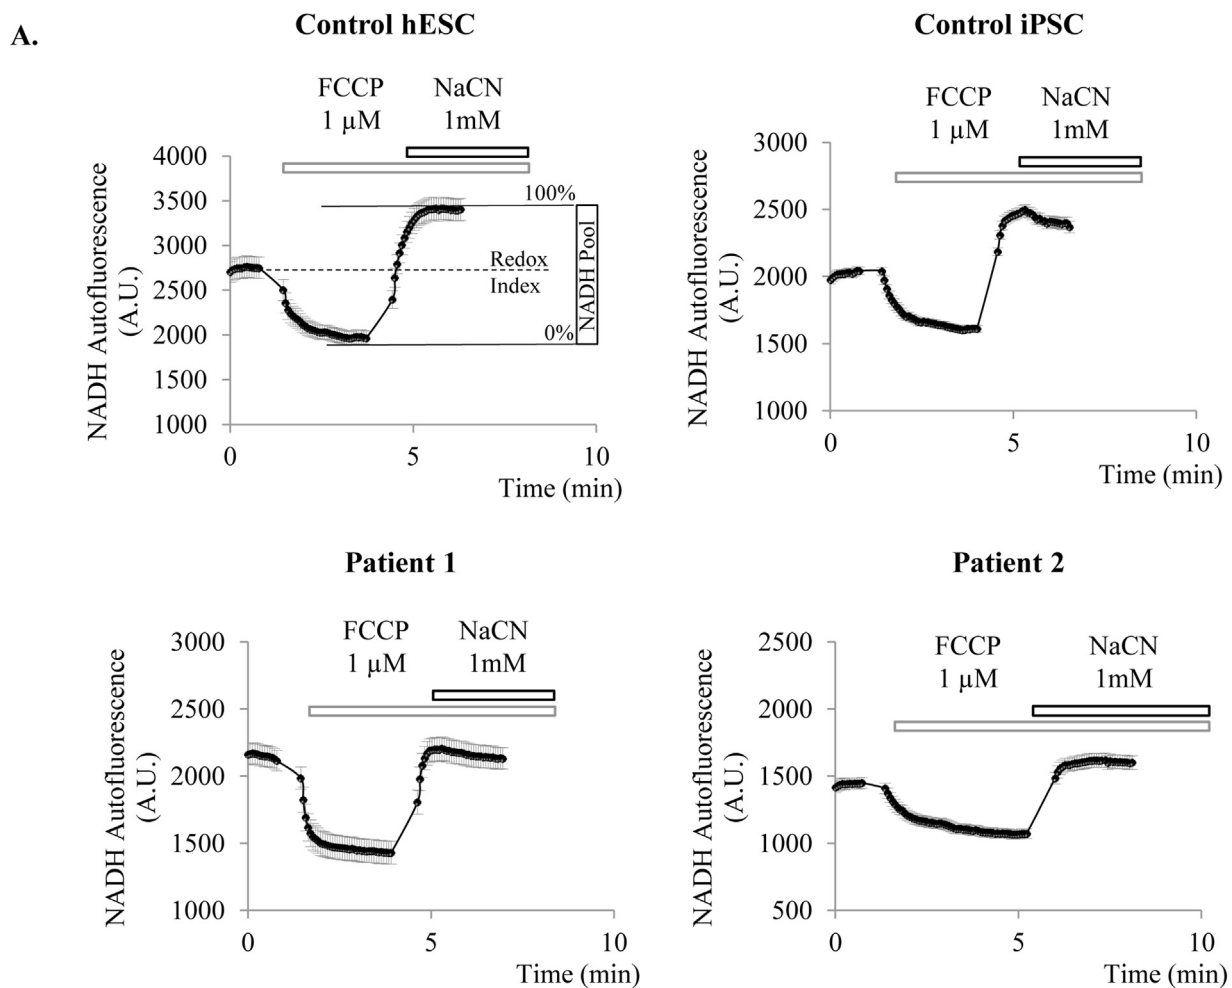 A.
Control hESC
FCCP
1 µM
NaCN
1mM
NADH Autofluorescence
(A.U.)
4000
3500
3000
2500
2000
1500
1000
100%
Redox
Index
0%
NADH Pool
0
5
10
Time (min)
Control iPSC
FCCP
1 µM
NaCN
1mM
NADH Autofluorescence
(A.U.)
3000
2500
2000
1500
1000
0
5
10
Time (min)
Patient 1
FCCP
1 µM
NaCN
1mM
NADH Autofluorescence
(A.U.)
3000
2500
2000
1500
1000
0
5
10
Time (min)
Patient 2
FCCP
1 µM
NaCN
1mM
NADH Autofluorescence
(A.U.)
2500
2000
1500
1000
500
0
5
10
Time (min)